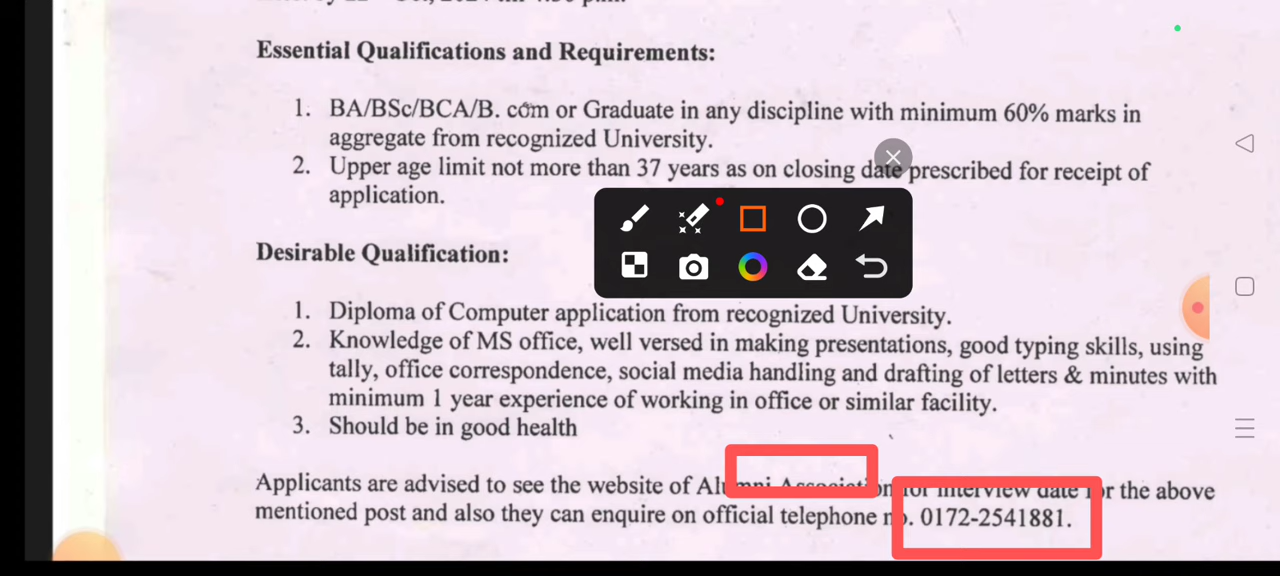 Essential Qualifications and Requirements:
1. BA/BSc/BCA/B. com or Graduate in any discipline with minimum 60% marks in
aggregate from recognized University.
2. Upper age limit not more than 37 years as on closing date prescribed for receipt of
application.
Desirable Qualification:
1. Diploma of Computer application from recognized University.
2. Knowledge of MS office, well versed in making presentations, good typing skills, using
tally, office correspondence, social media handling and drafting of letters & minutes with
minimum 1 year experience of working in office or similar facility.
3. Should be in good health
Applicants are advised to see the website of Alumni Association for interview date for the above
mentioned post and also they can enquire on official telephone no. 0172-2541881.